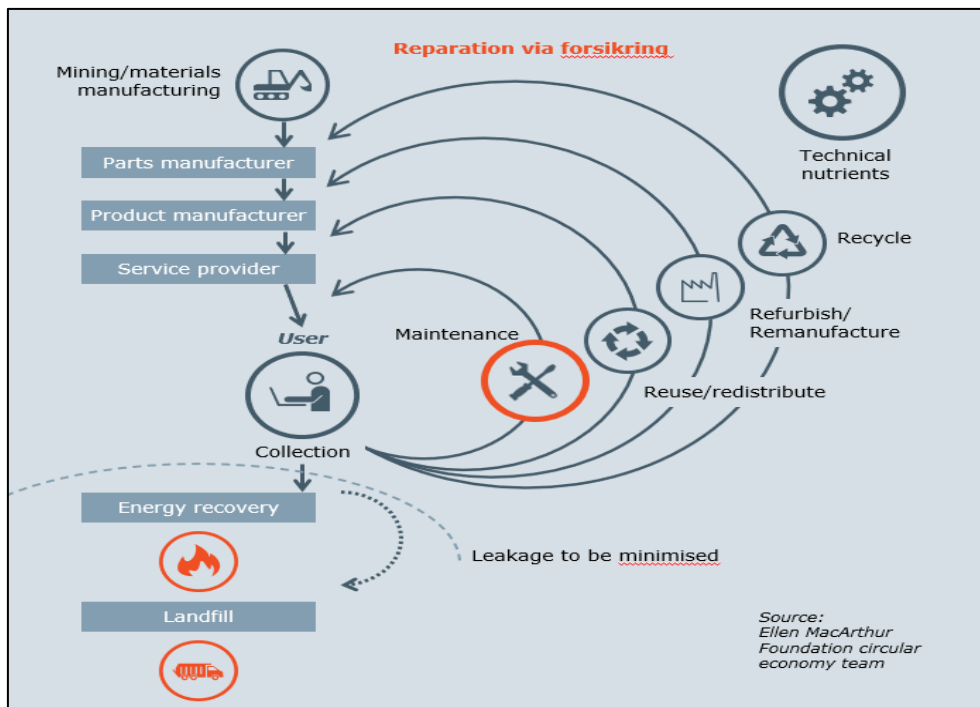 Reparation via forsikring
Mining/materials
manufacturing
Technical
nutrients
Parts manufacturer
Product manufacturer
Service provider
Recycle
User
Maintenance
Refurbish/
Remanufacture
Reuse/redistribute
Collection
Energy recovery
Leakage to be minimised
Landfill
Source:
Ellen MacArthur
Foundation circular
economy team